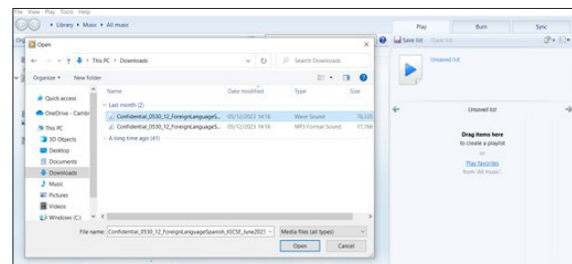 File View Play Tools Help
Library ▸ Music ▸ All music
Play Burn Sync
Open
Save list Clear list
This PC > Downloads
Search Downloads
Unsaved list
Organize New folder
Name Date modified Type Size
Quick access
Last month (2)
OneDrive - Cambri
Confidential_0530_12_ForeignLanguageS... 05/12/2023 14:18 Wave Sound
Confidential_0530_12_ForeignLanguageS... 05/12/2023 14:16 MP3 Format Sound
This PC
A long time ago (41)
3D Objects
Desktop
Documents
Downloads
Music
Pictures
Videos
Windows (C:)
Unsaved list
Drag items here
to create a playlist
or
Play favorites
from 'All music'.
File name: Confidential_0530_12_ForeignLanguageSpanish_IGCSE_June2023
Media files (all types)
Open Cancel